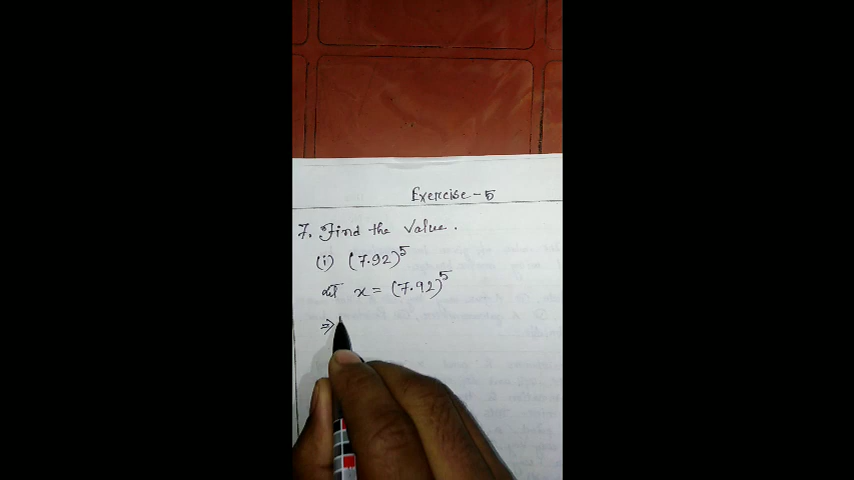 Exercise - 5
7. Find the Value.
(i) (7.92)^5
let x = (7.92)^5
⇒